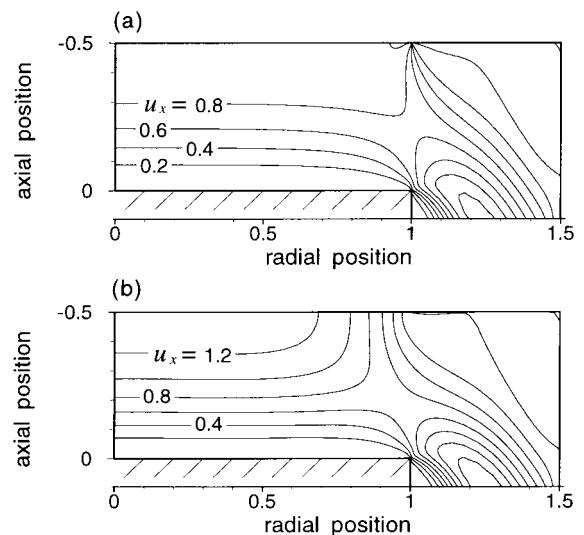 (a)
-0.5
u_x = 0.8
0.6
0.4
0.2
0
axial position
0
0.5
1
1.5
radial position
(b)
-0.5
u_x = 1.2
0.8
0.4
0
axial position
0
0.5
1
1.5
radial position